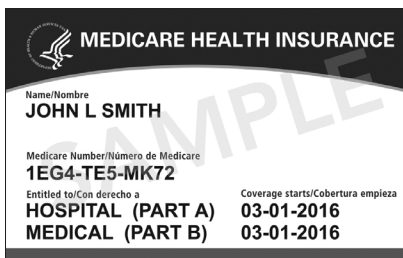 MEDICARE HEALTH INSURANCE
Name/Nombre
JOHN L SMITH
Medicare Number/Número de Medicare
1EG4-TE5-MK72
Entitled to/Con derecho a Coverage starts/Cobertura empieza
HOSPITAL (PART A) 03-01-2016
MEDICAL (PART B) 03-01-2016
SAMPLE